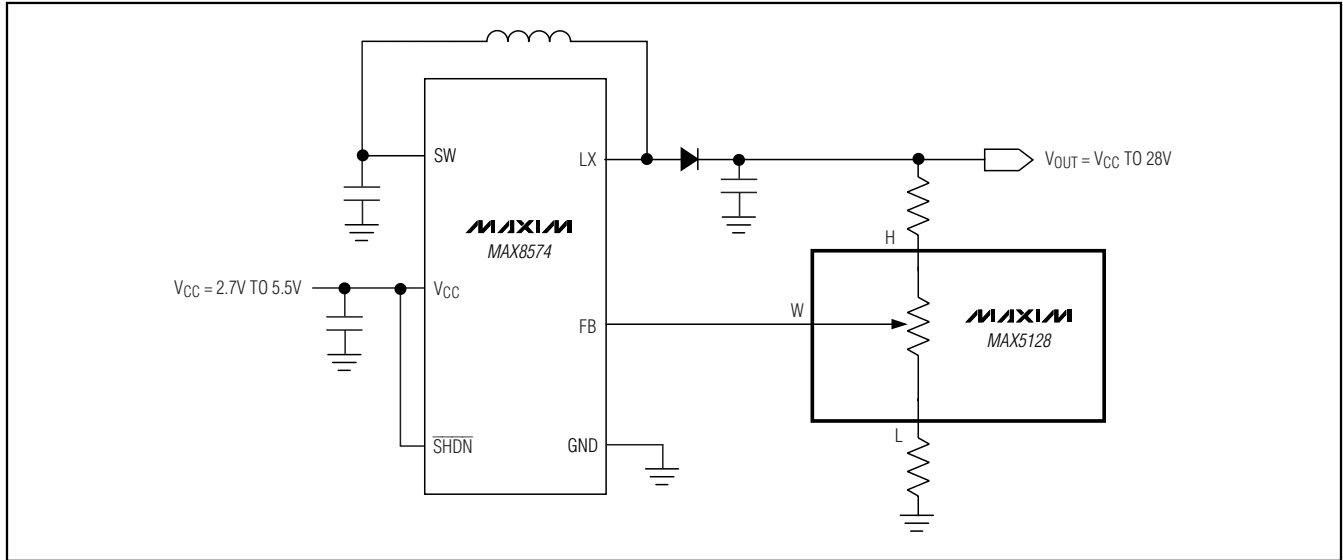 SW
LX
VOUT = VCC TO 28V
MAXIM
MAX8574
H
VCC = 2.7V TO 5.5V
VCC
FB
W
MAXIM
MAX5128
SHDN
GND
L